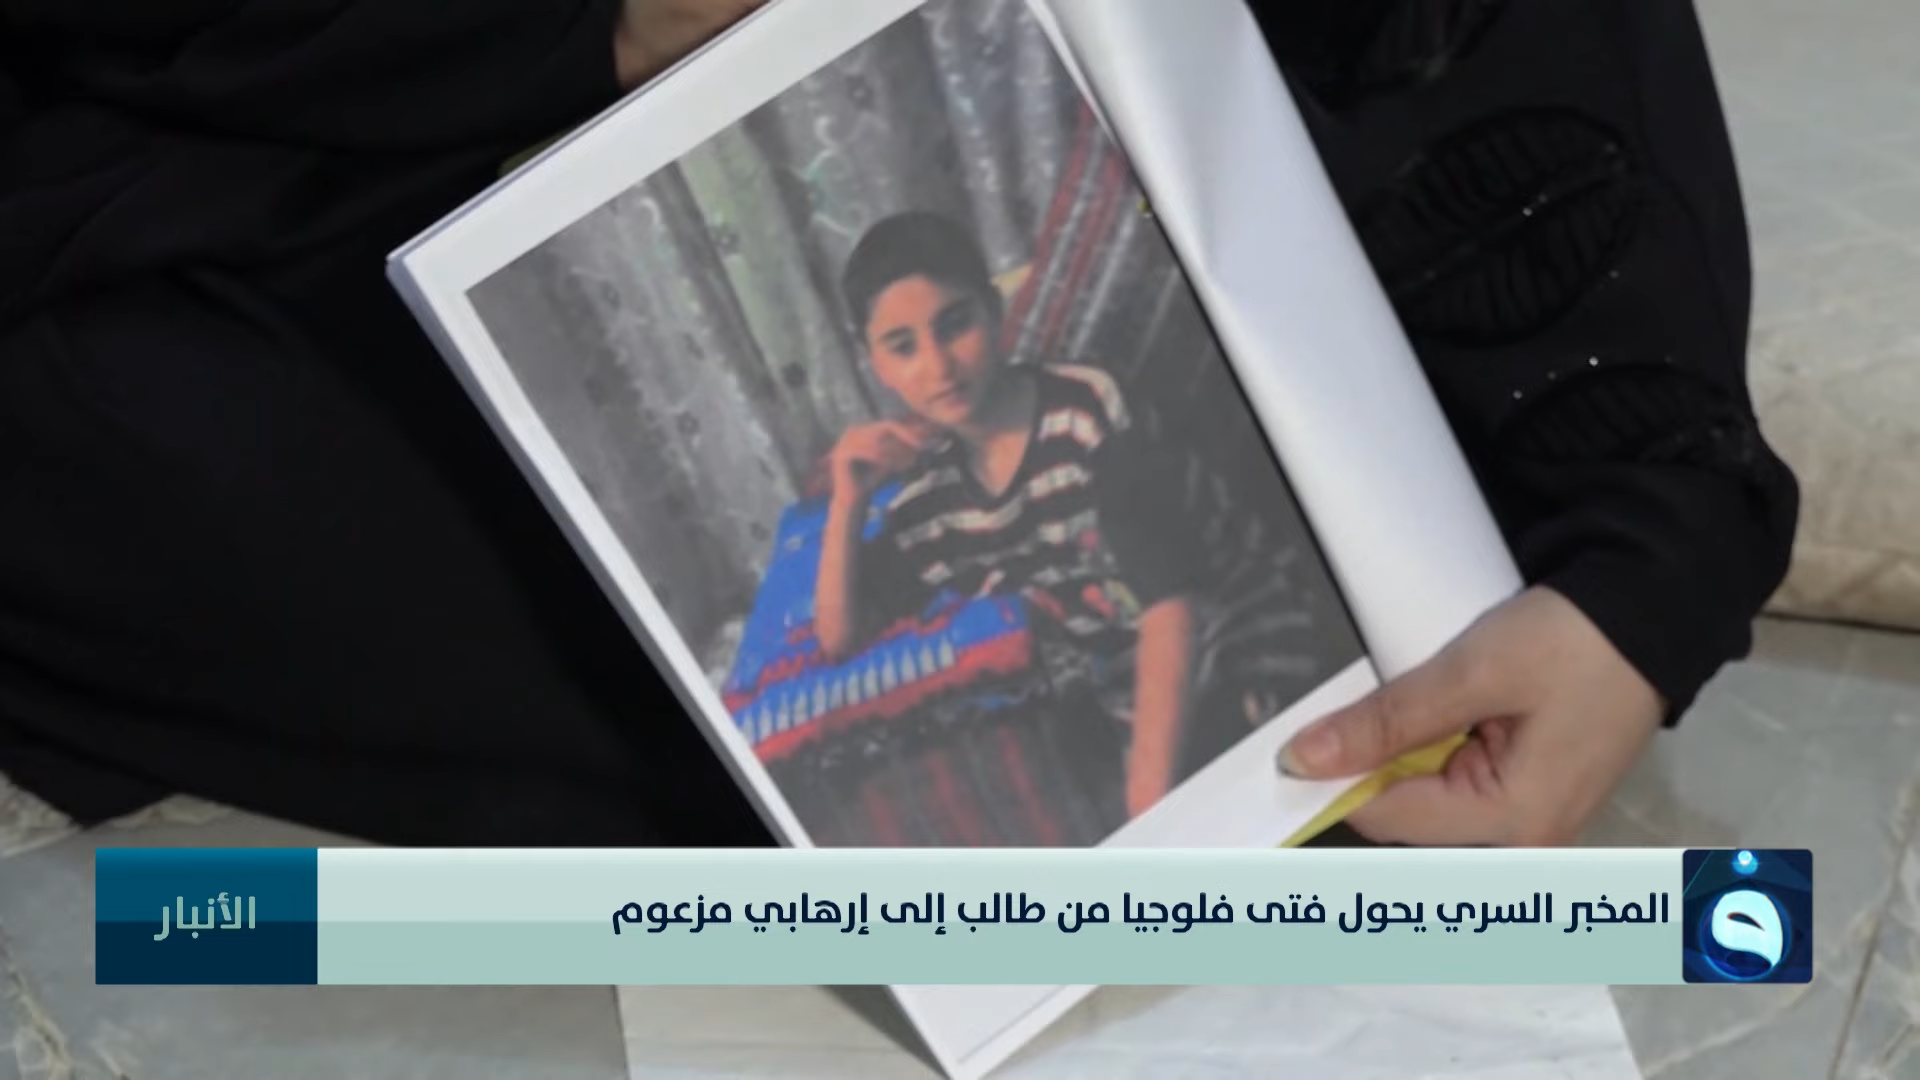 المخبر السري يحول فتى فلوجيا من طالب إلى إرهابي مزعوم
الأنبار